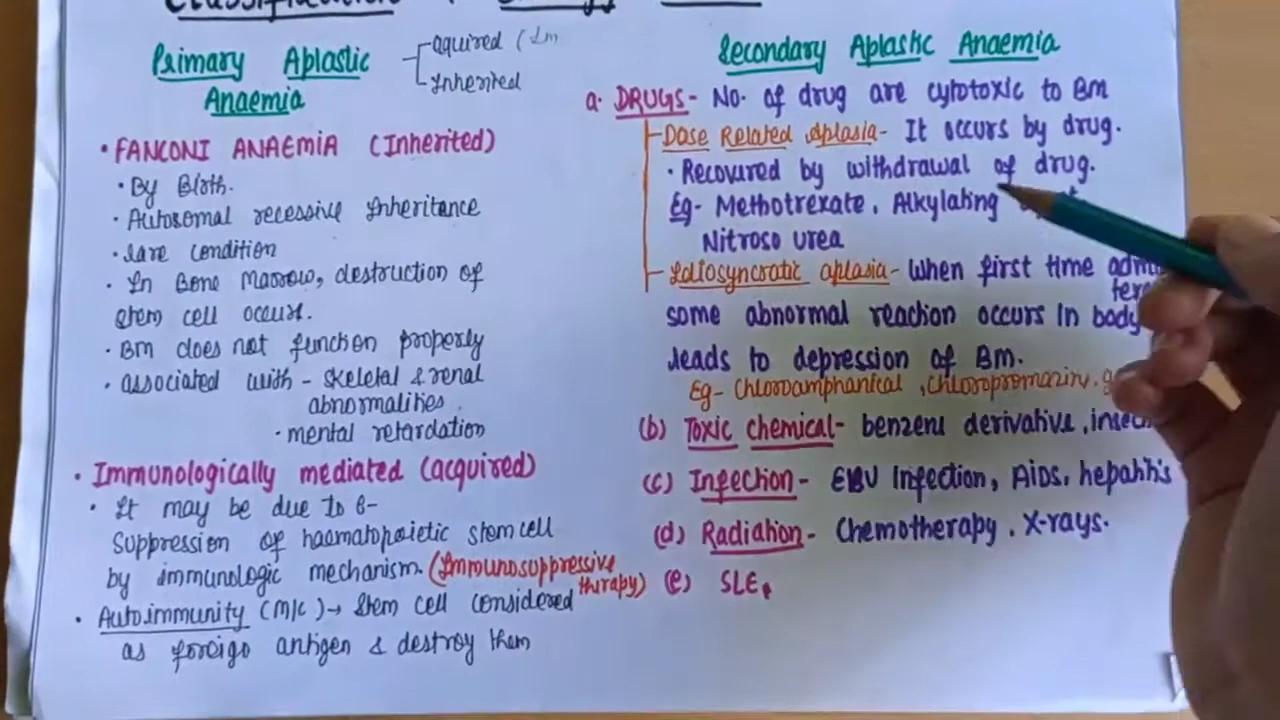 Classification
Primary Aplastic
Anaemia
Aquired (Im
Inherited
• FANCONI ANAEMIA (Inherited)
• By Birth.
• Autosomal recessive Inheritance
• rare condition
• In Bone Marrow, destruction of
stem cell occur.
• BM does not function properly
• associated with - skeletal & renal
abnormalities
• mental retardation
• Immunologically mediated (acquired)
• It may be due to :-
Suppression of haematopoietic stem cell
by immunologic mechanism (Immunosuppressive
therapy)
• Autoimmunity (M/C) → Stem cell considered
as foreign antigen & destroy them
Secondary Aplastic Anaemia
a. DRUGS - No. of drug are cytotoxic to BM
Dose Related Aplasia - It occurs by drug.
• Recovered by withdrawal of drug.
Eg - Methotrexate, Alkylating
Nitroso urea
Idiosyncratic aplasia - When first time
some abnormal reaction occurs in body
leads to depression of BM.
Eg - Chloroamphanical, Chloropromazin,
(b) Toxic chemical - benzene derivative,
(c) Infection - EBV Infection, AIDS, hepatitis
(d) Radiation - Chemotherapy, X-rays.
(e) SLE